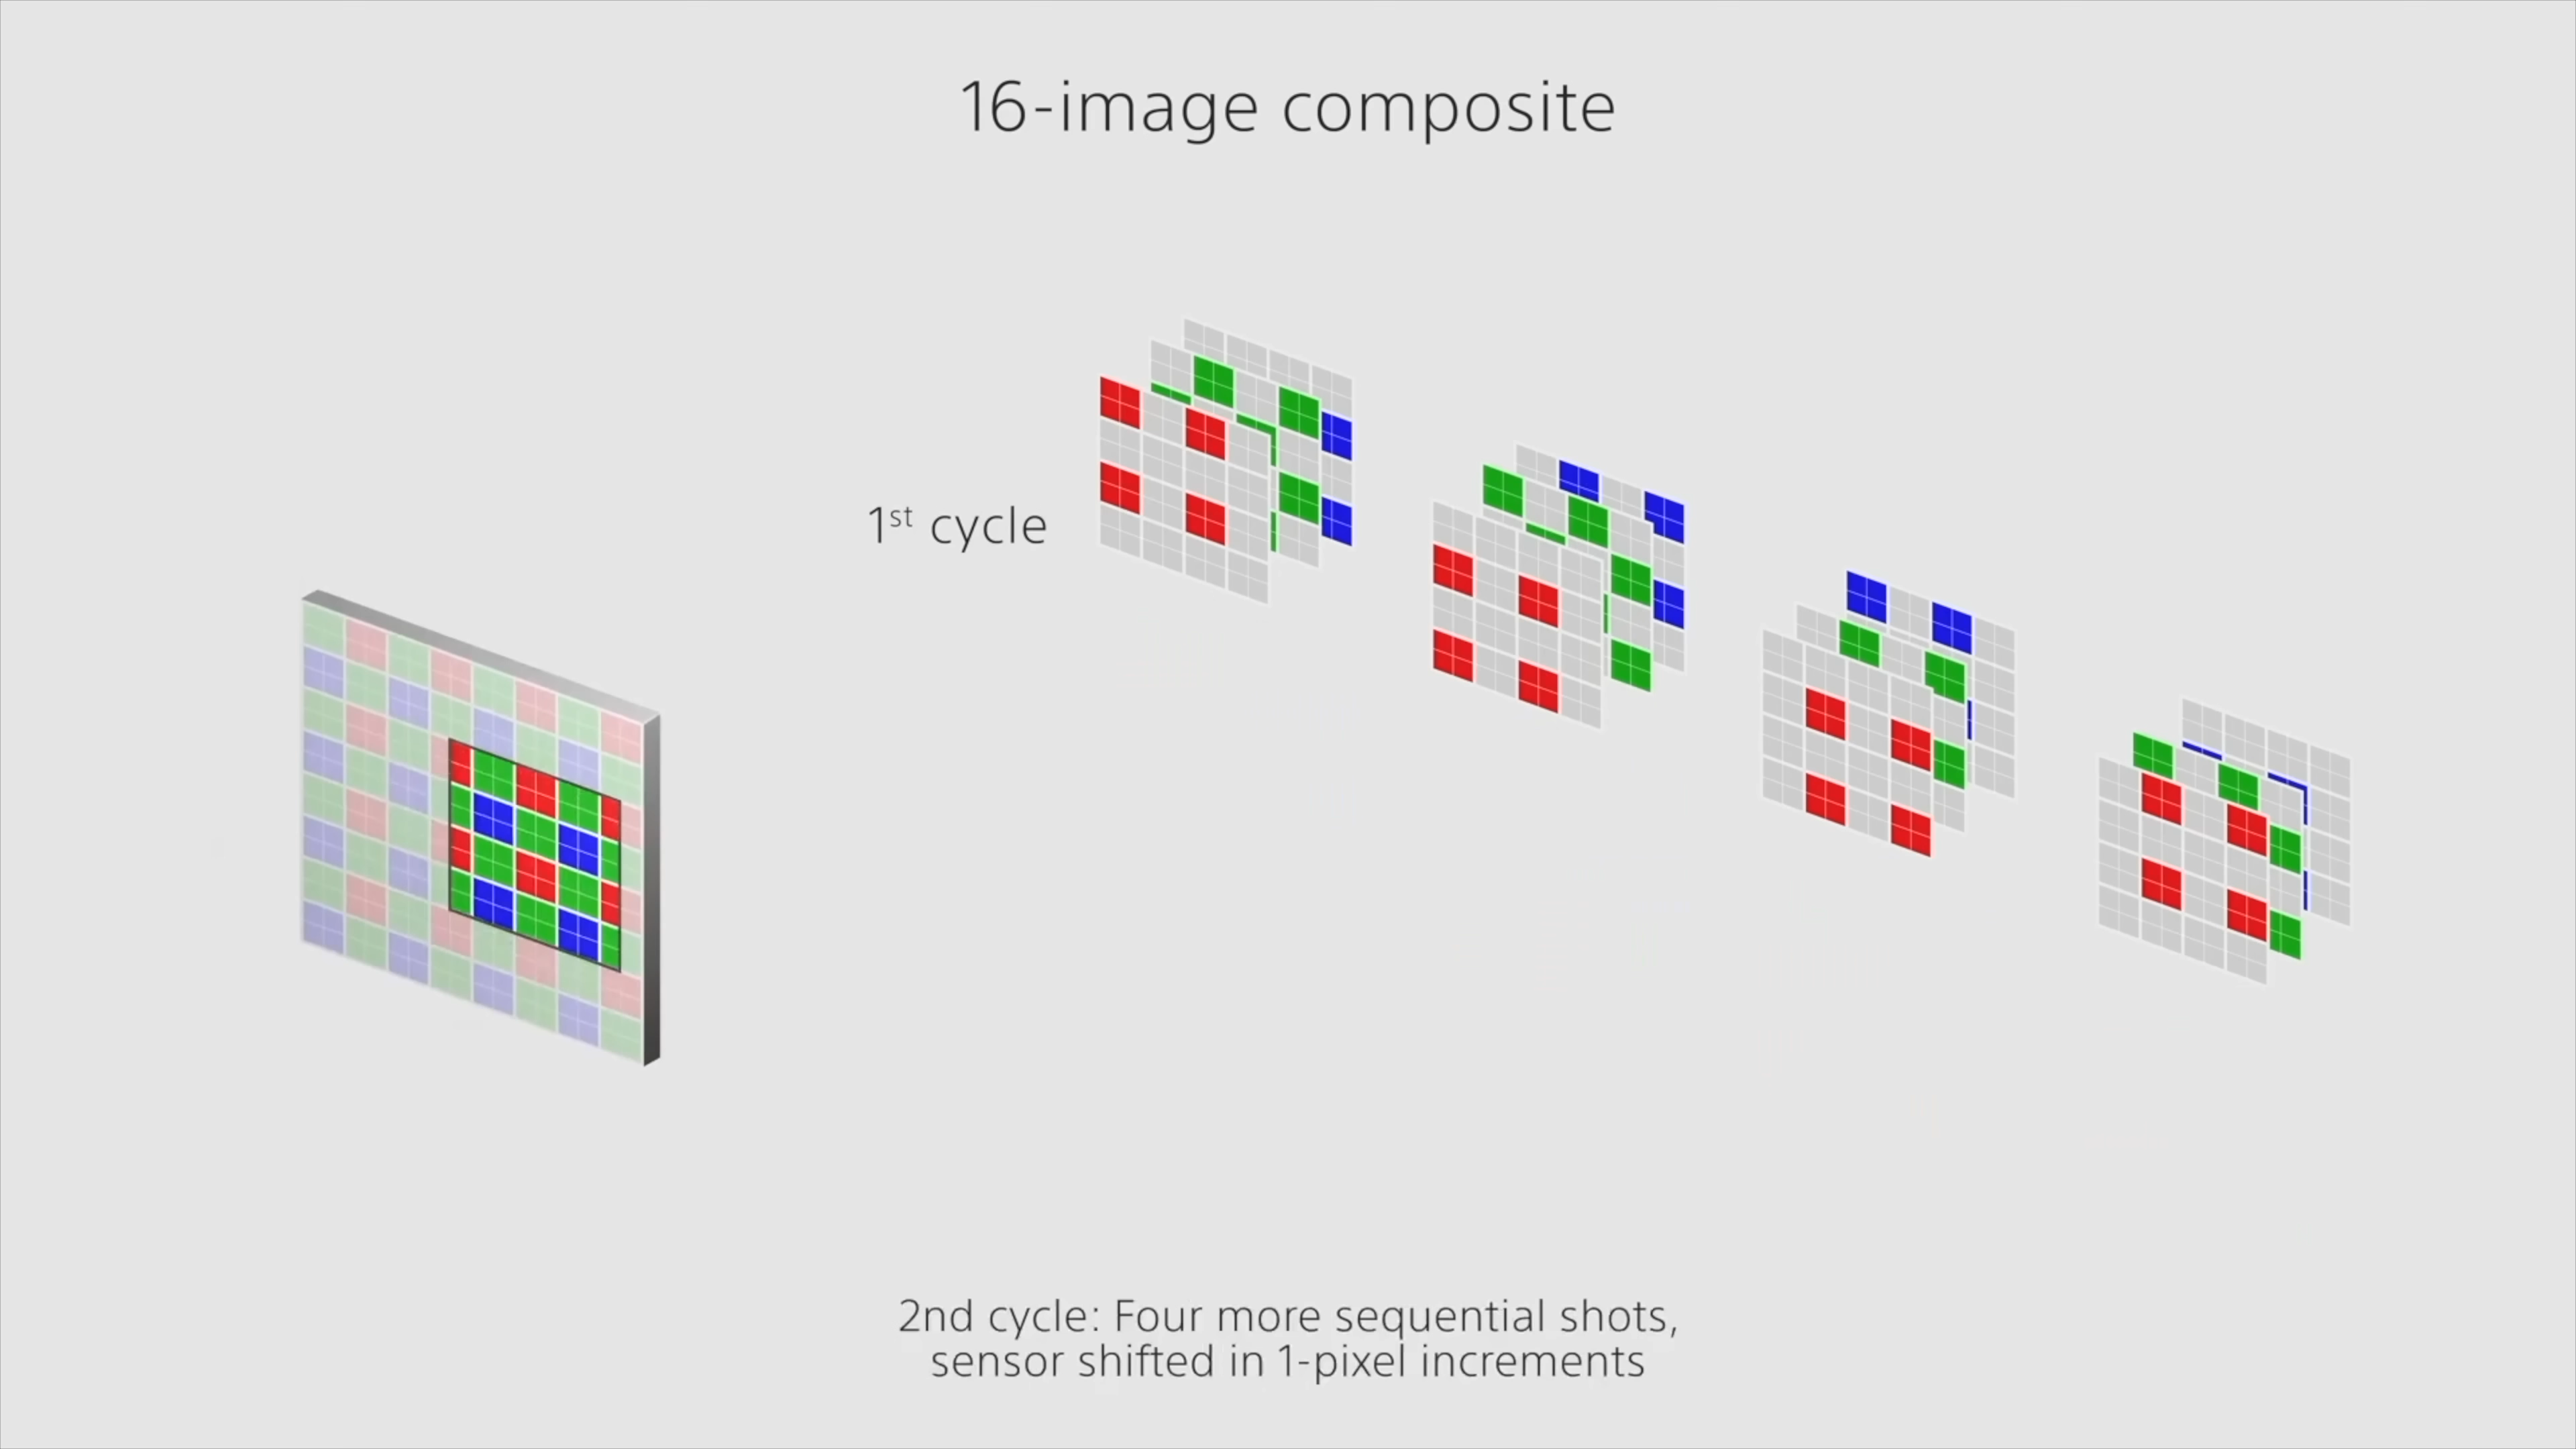 16-image composite
1st cycle
2nd cycle: Four more sequential shots,
sensor shifted in 1-pixel increments